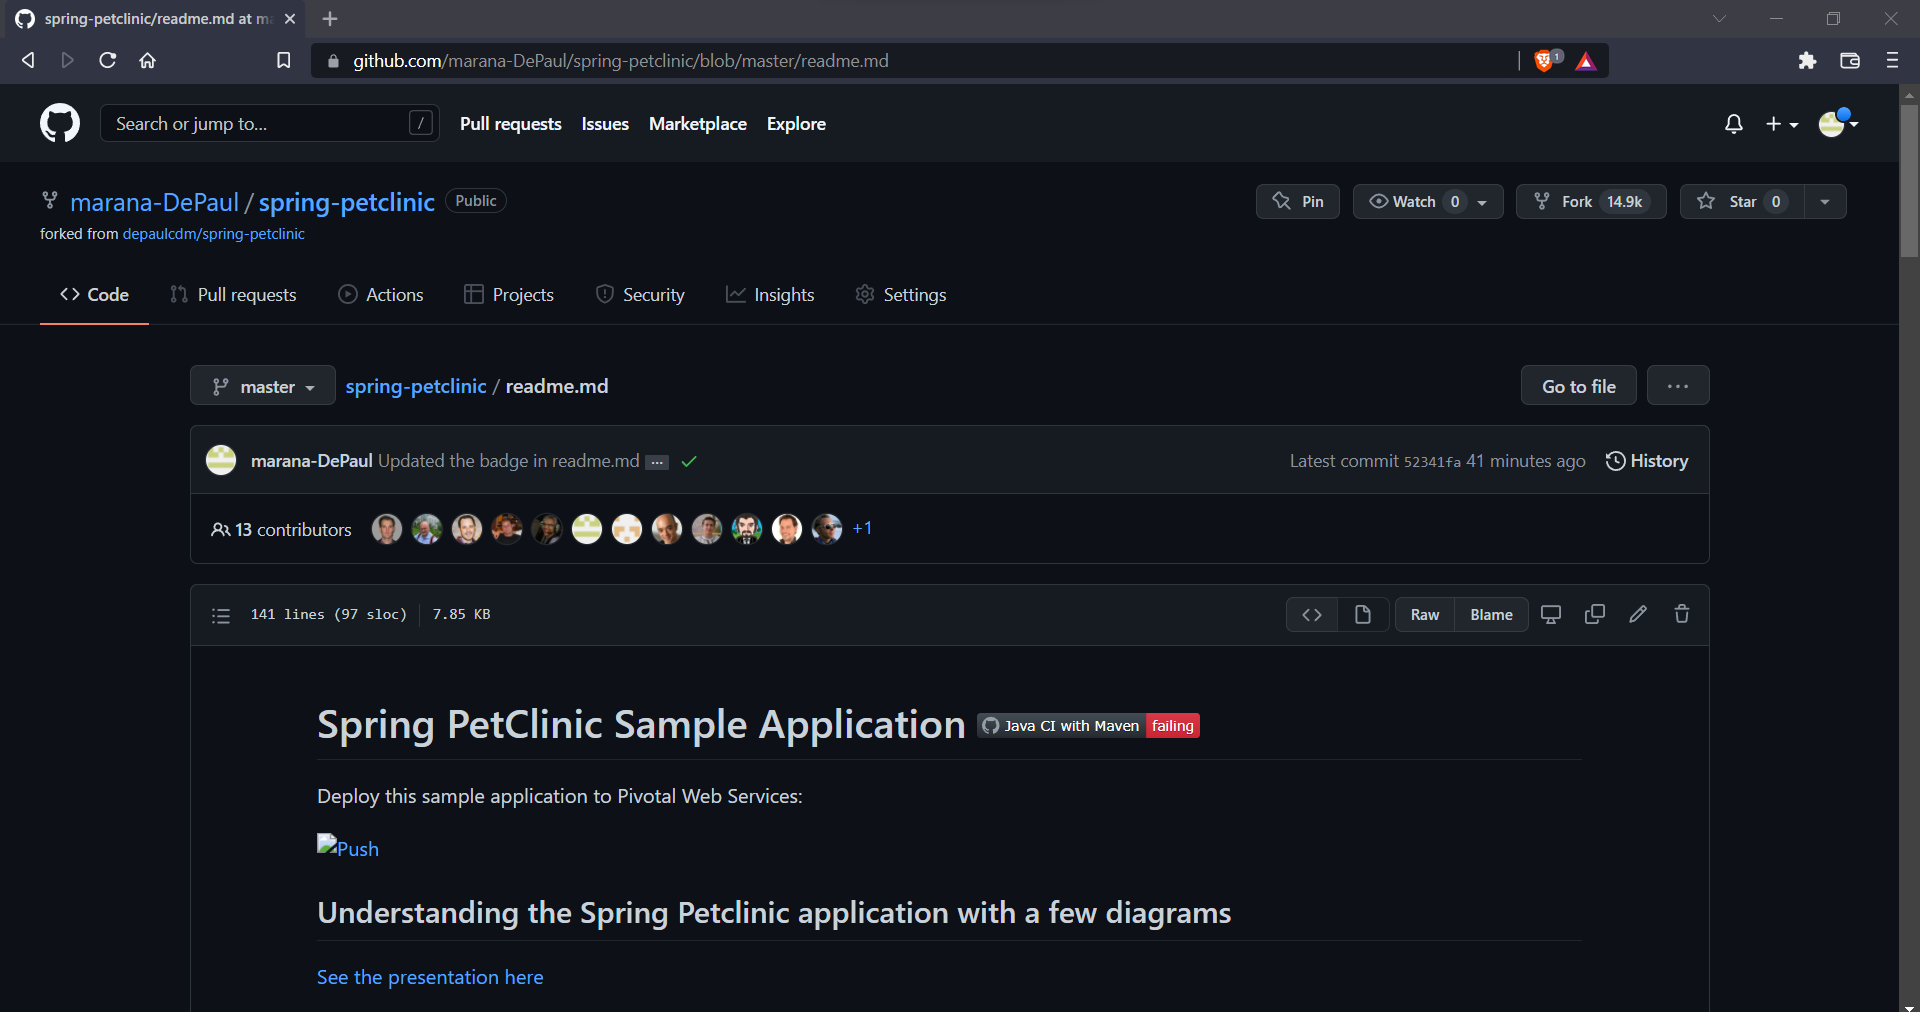 spring-petclinic/readme.md at ma
github.com/marana-DePaul/spring-petclinic/blob/master/readme.md
1
Search or jump to... /
Pull requests Issues Marketplace Explore
marana-DePaul / spring-petclinic Public
Pin Watch 0 Fork 14.9k Star 0
forked from depaulcdm/spring-petclinic
Code Pull requests Actions Projects Security Insights Settings
master spring-petclinic / readme.md Go to file ...
marana-DePaul Updated the badge in readme.md ... Latest commit 52341fa 41 minutes ago History
13 contributors +1
141 lines (97 sloc) 7.85 KB Raw Blame
Spring PetClinic Sample Application Java CI with Maven failing
Deploy this sample application to Pivotal Web Services:
Push
Understanding the Spring Petclinic application with a few diagrams
See the presentation here